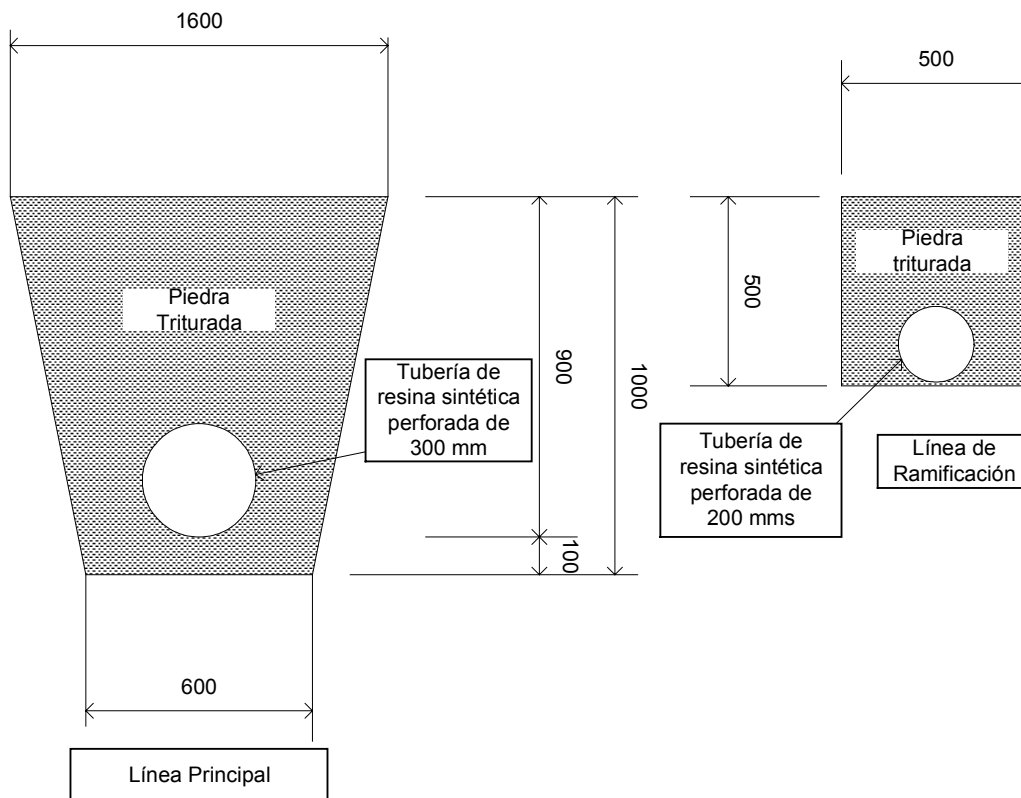 1600
500
Piedra
Triturada
Piedra
triturada
500
900
1000
100
Tubería de
resina sintética
perforada de
300 mm
Tubería de
resina sintética
perforada de
200 mms
Línea de
Ramificación
600
Línea Principal